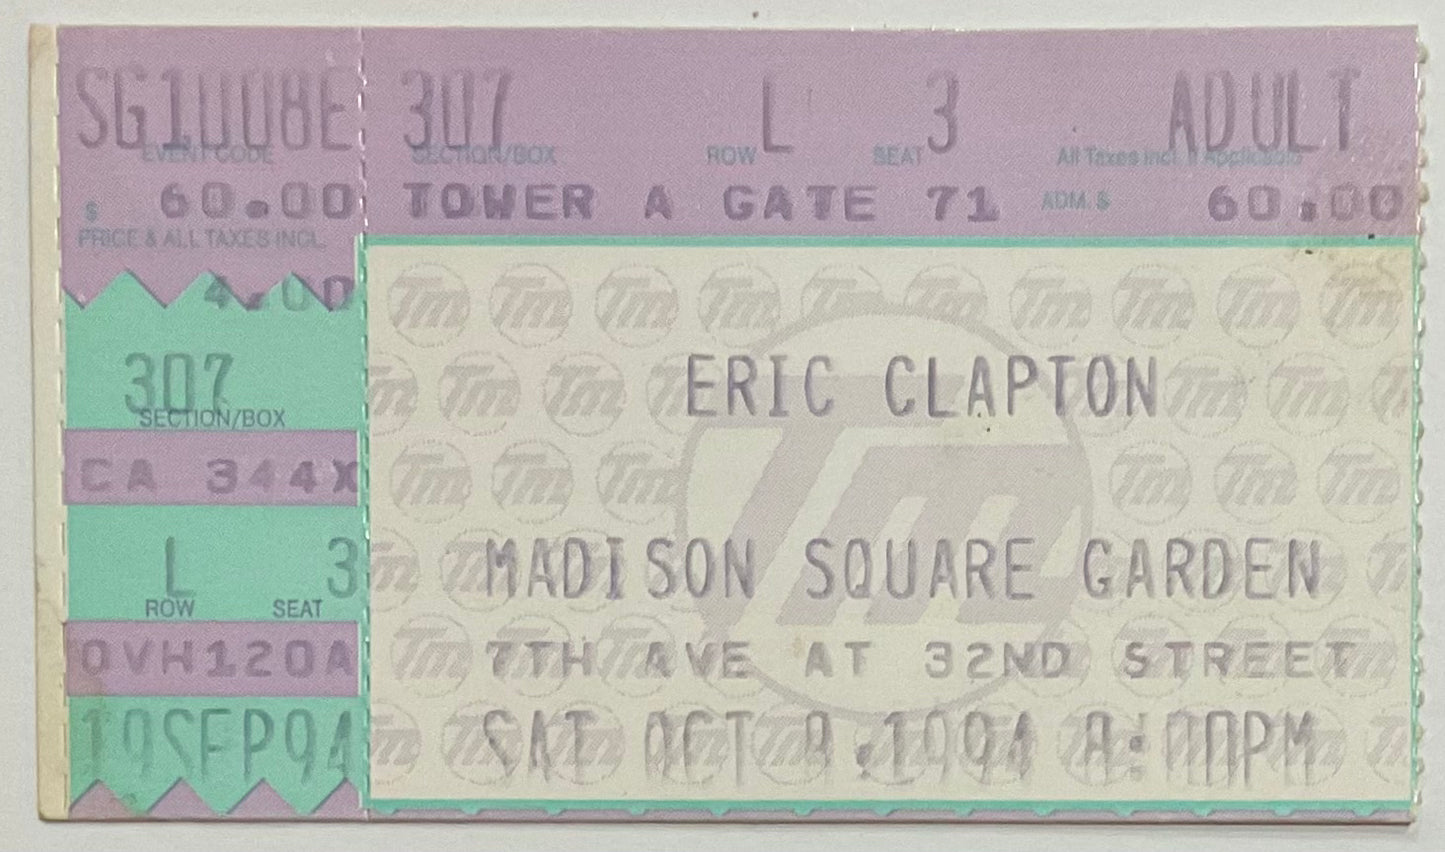 SG1008E 307 L 3 ADULT
EVENT CODE SECTION/BOX ROW SEAT All Taxes Incl. If Applicable
$ 60.00 TOWER A GATE 71 ADM. $ 60.00
PRICE & ALL TAXES INCL.
4.00
307
SECTION/BOX
CA 344X
L 3
ROW SEAT
OVH120A
19SEP94
ERIC CLAPTON
MADISON SQUARE GARDEN
7TH AVE AT 32ND STREET
SAT OCT 1994 8:00PM
Tm